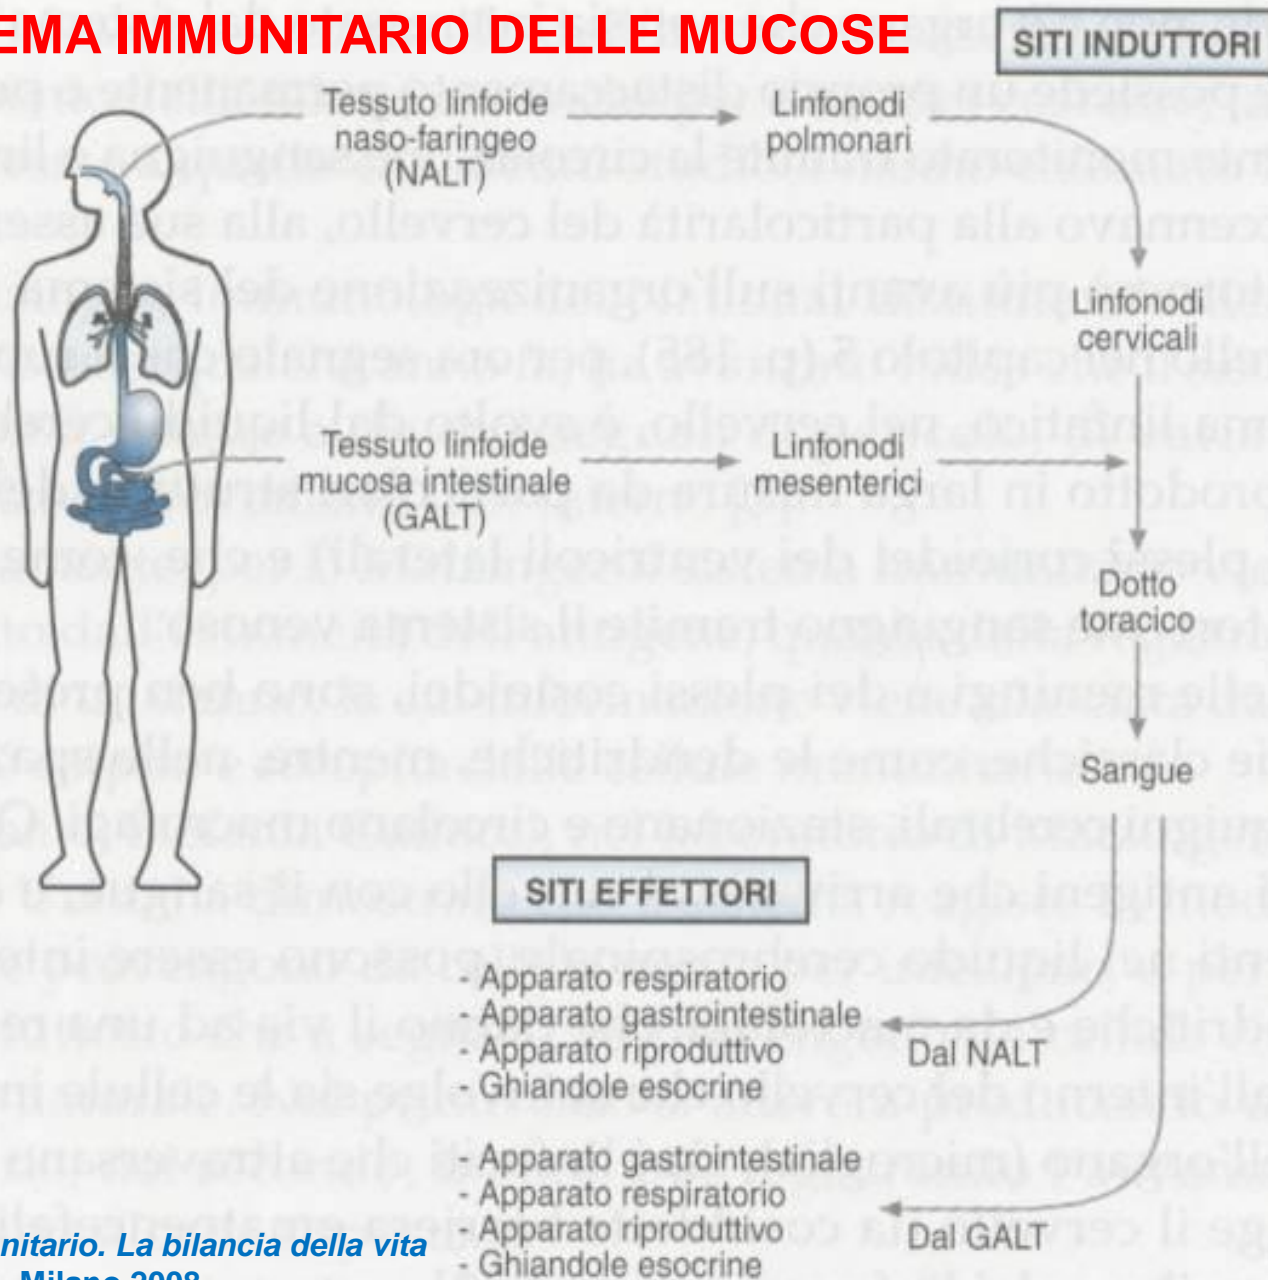 EMA IMMUNITARIO DELLE MUCOSE
SITI INDUTTORI
Tessuto linfoide
naso-faringeo
(NALT)
Linfonodi
polmonari
Linfonodi
cervicali
Tessuto linfoide
mucosa intestinale
(GALT)
Linfonodi
mesenterici
Dotto
toracico
Sangue
SITI EFFETTORI
- Apparato respiratorio
- Apparato gastrointestinale
- Apparato riproduttivo
- Ghiandole esocrine
Dal NALT
- Apparato gastrointestinale
- Apparato respiratorio
- Apparato riproduttivo
- Ghiandole esocrine
Dal GALT
nitario. La bilancia della vita
Milano 2008